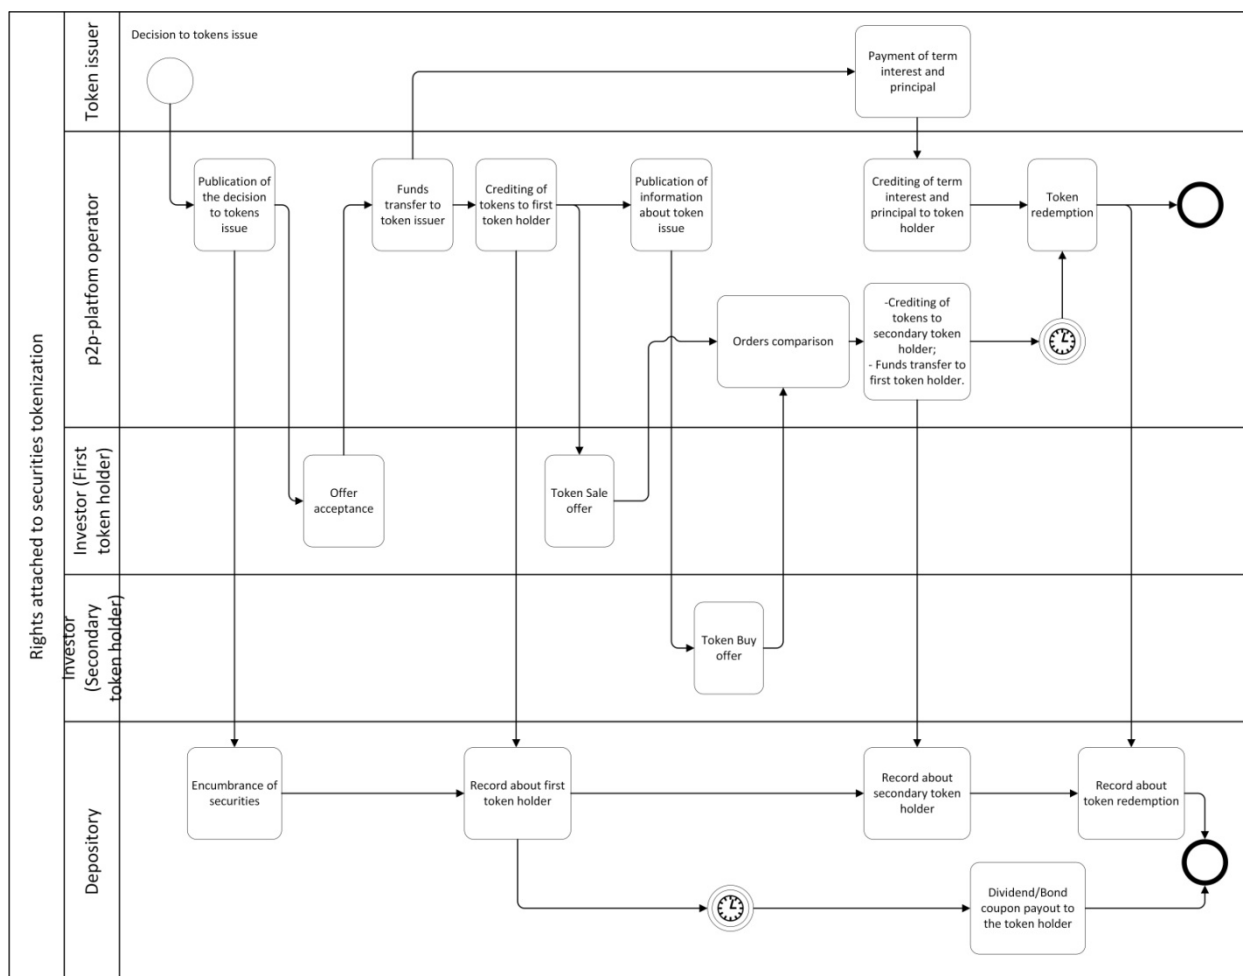 Rights attached to securities tokenization
Token issuer
Decision to tokens issue
Payment of term
interest and
principal
p2p-platfom operator
Publication of
the decision
to tokens
issue
Funds
transfer to
token issuer
Crediting of
tokens to first
token holder
Publication of
information
about token
issue
Crediting of term
interest and
principal to token
holder
Token
redemption
Orders comparison
-Crediting of
tokens to
secondary token
holder;
- Funds transfer to
first token holder.
Investor (First
token holder)
Offer
acceptance
Token Sale
offer
Investor
(Secondary
token holder)
Token Buy
offer
Depository
Encumbrance of
securities
Record about first
token holder
Record about
secondary token
holder
Record about
token redemption
Dividend/Bond
coupon payout to
the token holder